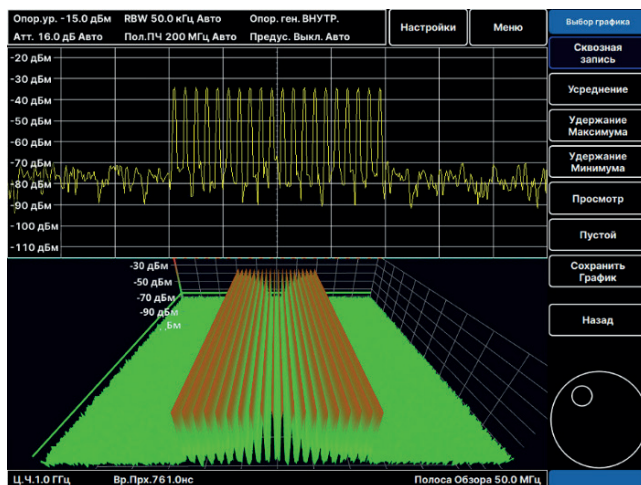 Опор.ур. -15.0 дБм RBW 50.0 кГц Авто Опор. ген. ВНУТР.
Атт. 16.0 дБ Авто Пол.ПЧ 200 МГц Авто Предус. Выкл. Авто
Настройки
Меню
Выбор графика
Сквозная
запись
Усреднение
Удержание
Максимума
Удержание
Минимума
Просмотр
Пустой
Сохранить
График
Назад
-20 дБм
-30 дБм
-40 дБм
-50 дБм
-60 дБм
-70 дБм
-80 дБм
-90 дБм
-100 дБм
-110 дБм
-30 дБм
-50 дБм
-70 дБм
-90 дБм
Бм
Ц.Ч.1.0 ГГц Вр.Прх.761.0нс Полоса Обзора 50.0 МГц